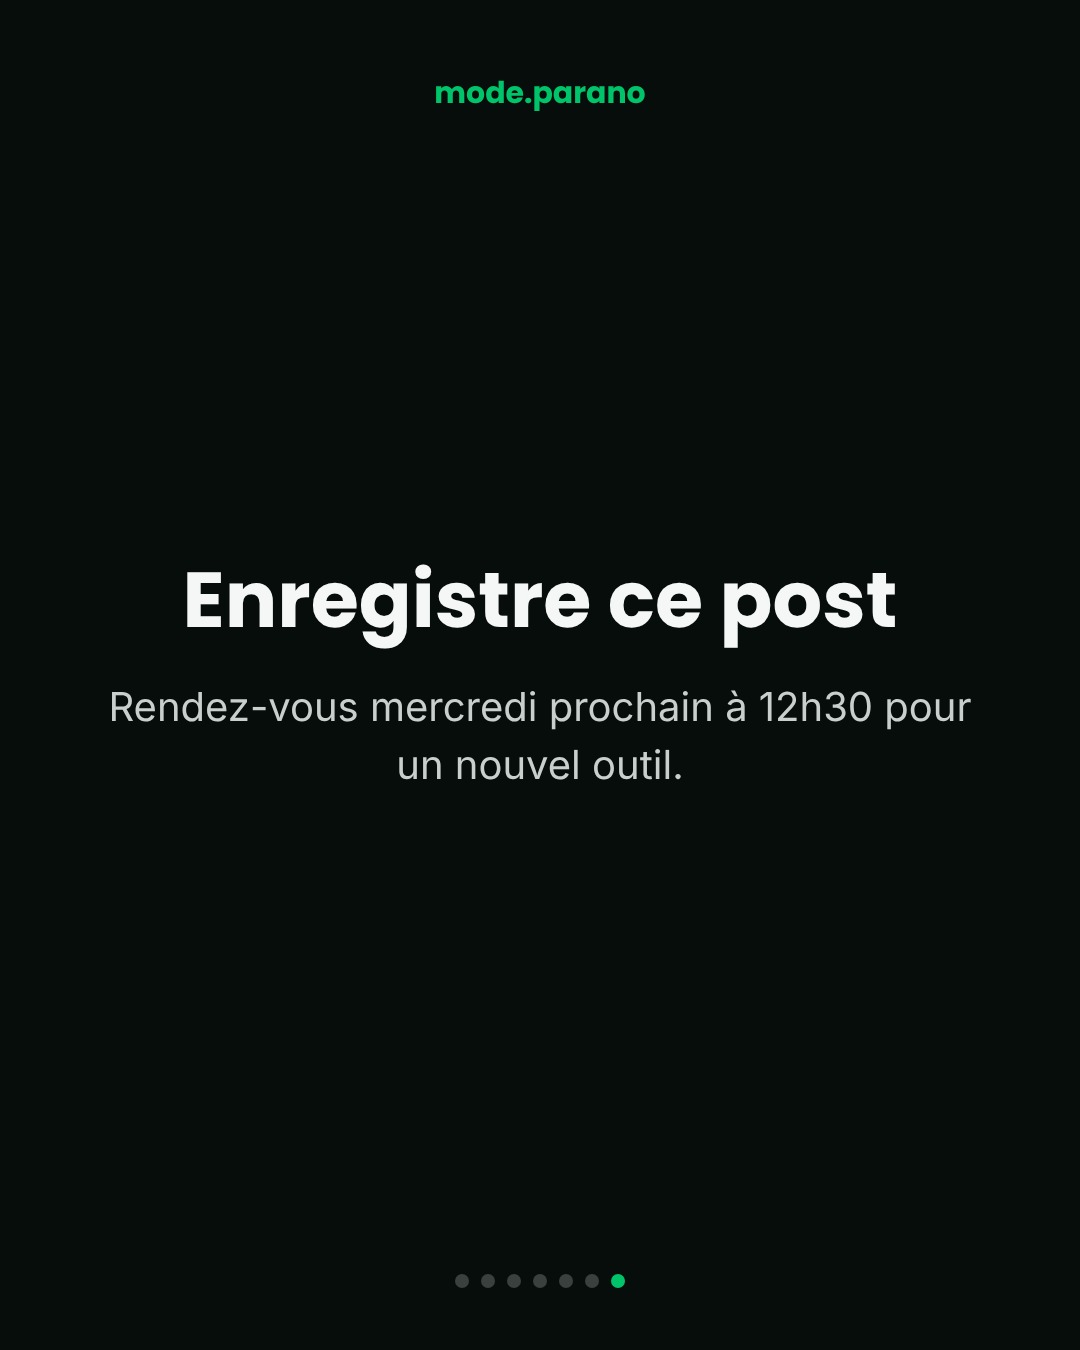 mode.parano
Enregistre ce post
Rendez-vous mercredi prochain à 12h30 pour
un nouvel outil.